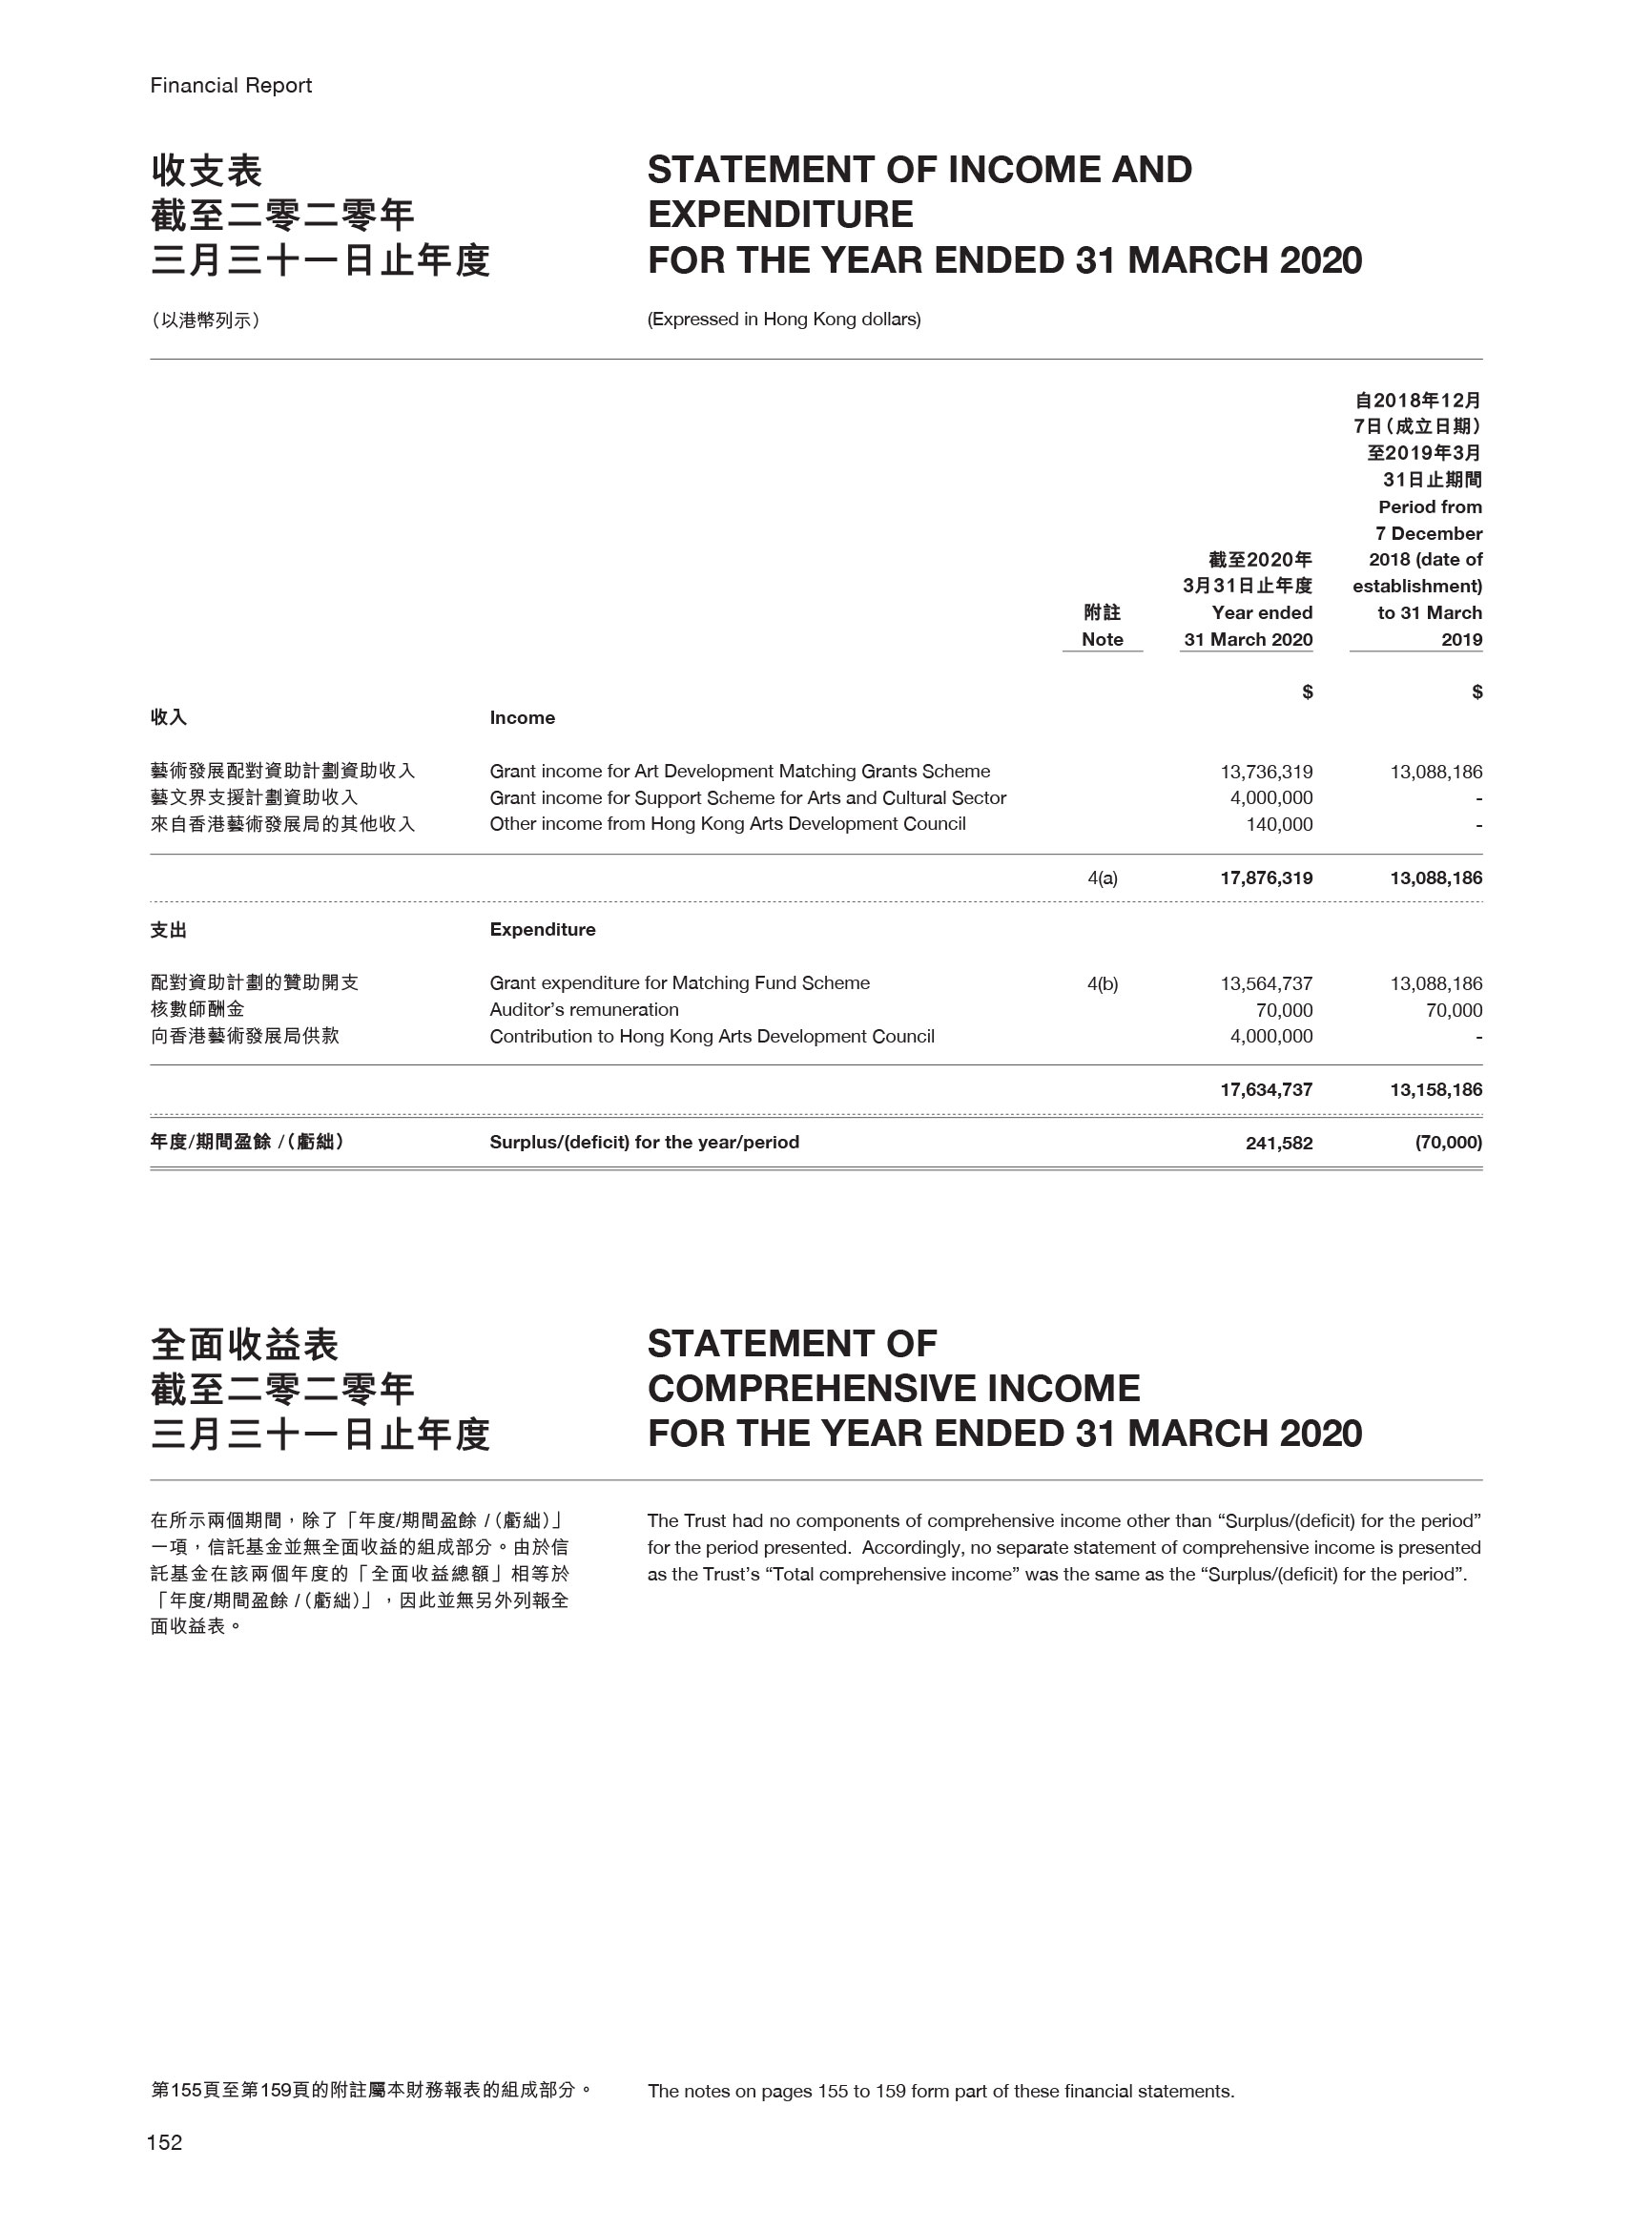 Financial Report
收支表
截至二零二零年
三月三十一日止年度
STATEMENT OF INCOME AND
EXPENDITURE
FOR THE YEAR ENDED 31 MARCH 2020
（以港幣列示）
(Expressed in Hong Kong dollars)
附註
Note
截至2020年
3月31日止年度
Year ended
31 March 2020
自2018年12月
7日（成立日期）
至2019年3月
31日止期間
Period from
7 December
2018 (date of
establishment)
to 31 March
2019
$ $
收入 Income
藝術發展配對資助計劃資助收入 Grant income for Art Development Matching Grants Scheme 13,736,319 13,088,186
藝文界支援計劃資助收入 Grant income for Support Scheme for Arts and Cultural Sector 4,000,000 -
來自香港藝術發展局的其他收入 Other income from Hong Kong Arts Development Council 140,000 -
4(a) 17,876,319 13,088,186
支出 Expenditure
配對資助計劃的贊助開支 Grant expenditure for Matching Fund Scheme 4(b) 13,564,737 13,088,186
核數師酬金 Auditor’s remuneration 70,000 70,000
向香港藝術發展局供款 Contribution to Hong Kong Arts Development Council 4,000,000 -
17,634,737 13,158,186
年度/期間盈餘 /（虧絀） Surplus/(deficit) for the year/period 241,582 (70,000)
全面收益表
截至二零二零年
三月三十一日止年度
STATEMENT OF
COMPREHENSIVE INCOME
FOR THE YEAR ENDED 31 MARCH 2020
在所示兩個期間，除了「年度/期間盈餘 /（虧絀）」
一項，信託基金並無全面收益的組成部分。由於信
託基金在該兩個年度的「全面收益總額」相等於
「年度/期間盈餘 /（虧絀）」，因此並無另外列報全
面收益表。
The Trust had no components of comprehensive income other than “Surplus/(deficit) for the period”
for the period presented. Accordingly, no separate statement of comprehensive income is presented
as the Trust’s “Total comprehensive income” was the same as the “Surplus/(deficit) for the period”.
第155頁至第159頁的附註屬本財務報表的組成部分。
The notes on pages 155 to 159 form part of these financial statements.
152